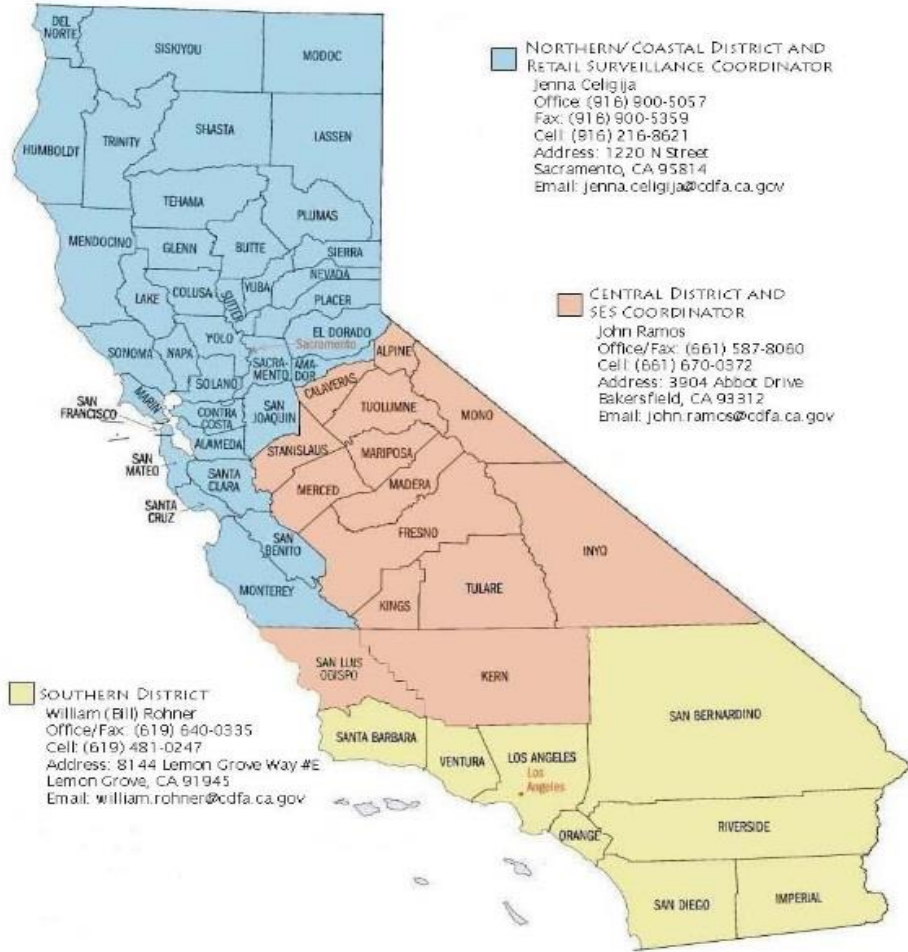 DEL
NORTE
SISKIYOU
MODOC
HUMBOLDT
TRINITY
SHASTA
LASSEN
TEHAMA
PLUMAS
MENDOCINO
GLENN
BUTTE
SIERRA
NEVADA
PLACER
LAKE
COLUSA
SUTTER
YUBA
EL DORADO
Sacramento
SONOMA
NAPA
YOLO
SOLANO
SACRA-
MENTO
AMA-
DOR
ALPINE
CALAVERAS
MARIN
SAN
FRANCISCO
CONTRA
COSTA
SAN
JOAQUIN
TUOLUMNE
MONO
ALAMEDA
STANISLAUS
MARIPOSA
SAN
MATEO
SANTA
CLARA
MERCED
MADERA
SANTA
CRUZ
FRESNO
SAN
BENITO
INYO
MONTEREY
KINGS
TULARE
SAN LUIS
OGISPO
KERN
SAN BERNARDINO
SANTA BARBARA
VENTURA
LOS ANGELES
Los
Angeles
ORANGE
RIVERSIDE
SAN DIEGO
IMPERIAL
NORTHERN/COASTAL DISTRICT AND
RETAIL SURVEILLANCE COORDINATOR
Jenna Celigija
Office: (916) 900-5057
Fax: (916) 900-5359
Cell: (916) 216-8621
Address: 1220 N Street
Sacramento, CA 95814
Email: jenna.celigija@cdfa.ca.gov
CENTRAL DISTRICT AND
SES COORDINATOR
John Ramos
Office/Fax: (661) 587-8060
Cell: (661) 670-0372
Address: 3904 Abbot Drive
Bakersfield, CA 93312
Email: john.ramos@cdfa.ca.gov
SOUTHERN DISTRICT
William (Bill) Rohner
Office/Fax: (619) 640-0335
Cell: (619) 481-0247
Address: 8144 Lemon Grove Way #E
Lemon Grove, CA 91945
Email: william.rohner@cdfa.ca.gov